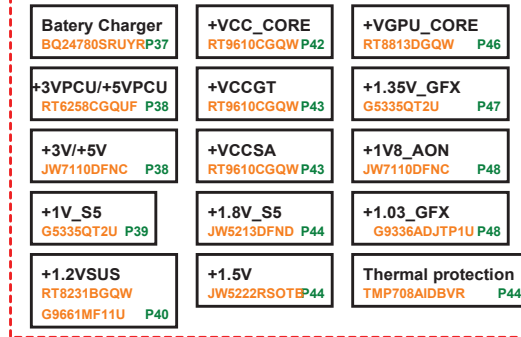 Batery Charger
BQ24780SRUYR P37
+VCC_CORE
RT9610CGQW P42
+VGPU_CORE
RT8813DGQW P46
+3VPCU/+5VPCU
RT6258CGQUF P38
+VCCGT
RT9610CGQW P43
+1.35V_GFX
G5335QT2U P47
+3V/+5V
JW7110DFNC P38
+VCCSA
RT9610CGQW P43
+1V8_AON
JW7110DFNC P48
+1V_S5
G5335QT2U P39
+1.8V_S5
JW5213DFND P44
+1.03_GFX
G9336ADJTP1U P48
+1.2VSUS
RT8231BGQW
G9661MF11U P40
+1.5V
JW5222RSOTB P44
Thermal protection
TMP708AIDBVR P44